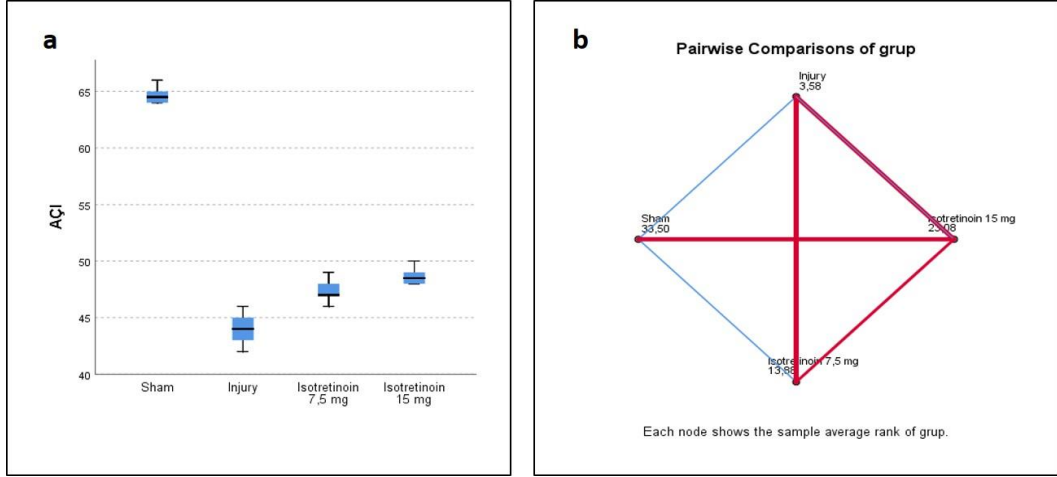 a
AÇI
65
60
55
50
45
40
Sham
Injury
Isotretinoin
7,5 mg
Isotretinoin
15 mg
b
Pairwise Comparisons of grup
Injury
3,58
Sham
33,50
Isotretinoin 15 mg
23,08
Isotretinoin 7,5 mg
13,88
Each node shows the sample average rank of grup.